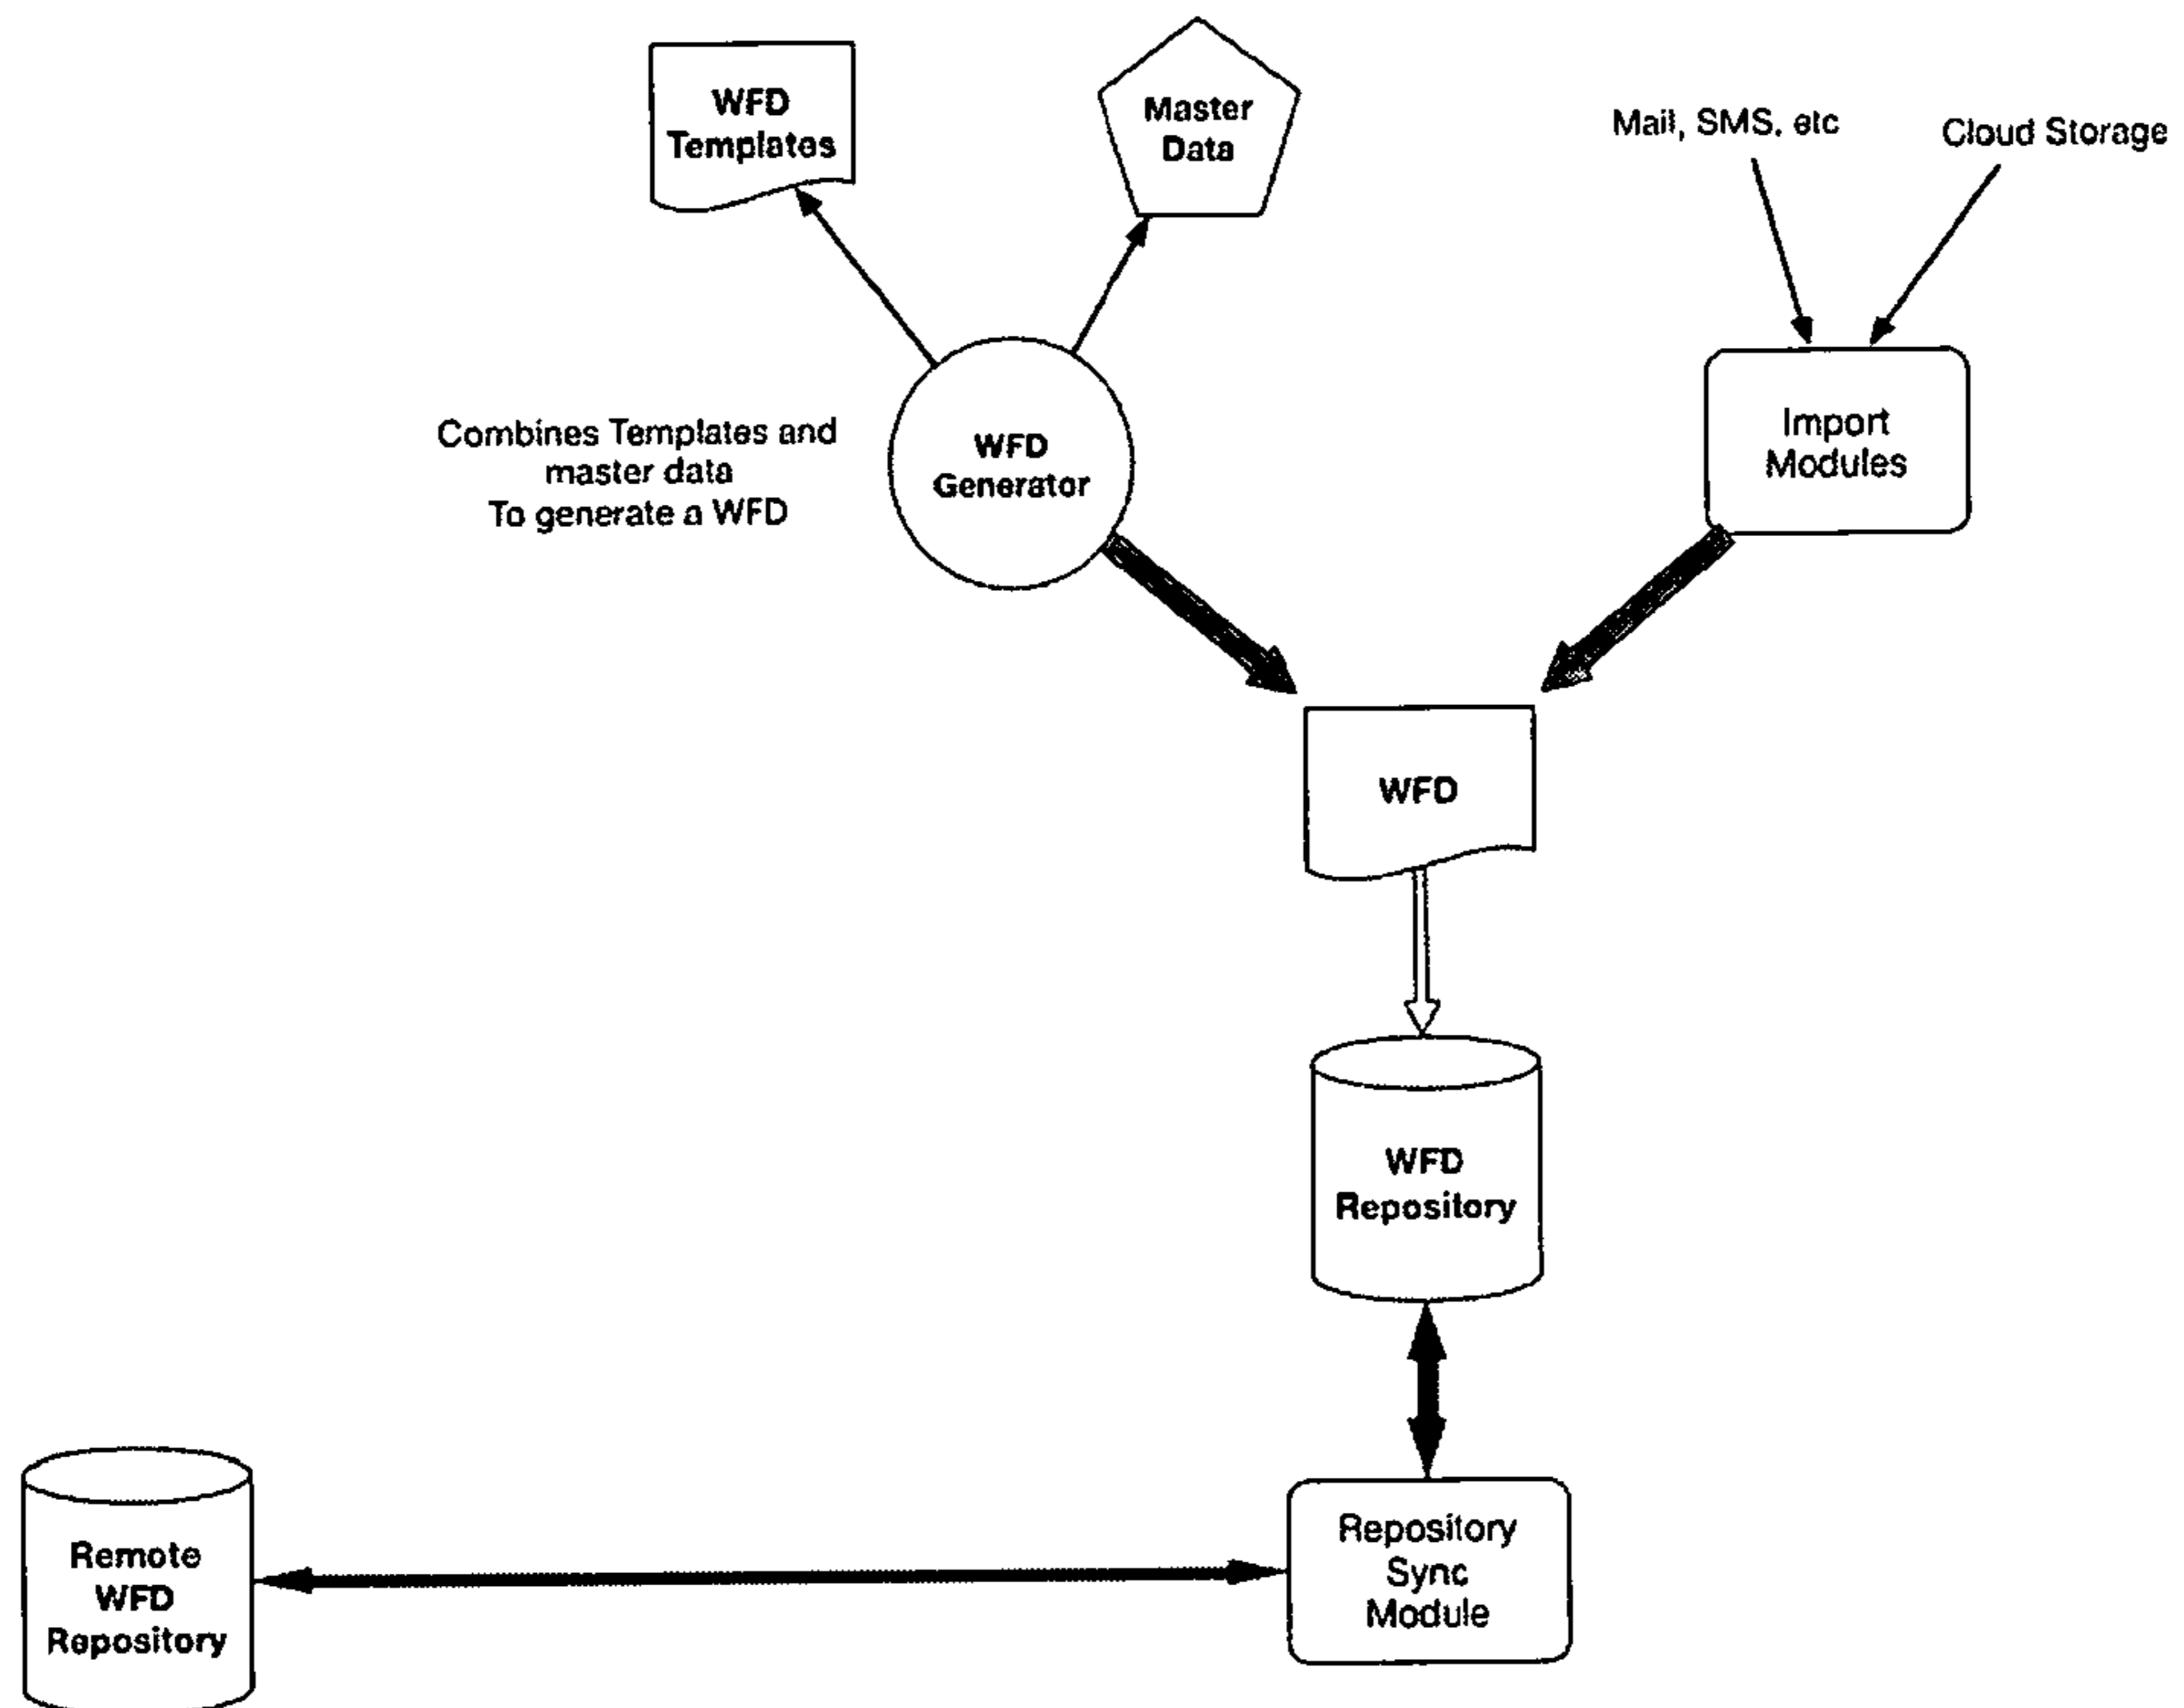 WFD
Templates
Master
Data
Mail, SMS, etc
Cloud Storage
Combines Templates and
master data
To generate a WFD
WFD
Generator
Import
Modules
WFD
WFD
Repository
Repository
Sync
Module
Remote
WFD
Repository